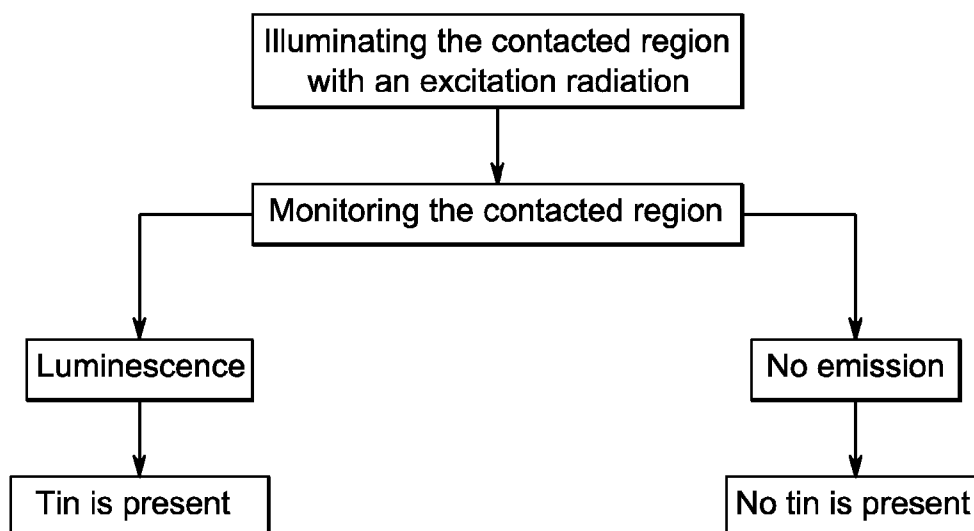 Illuminating the contacted region
with an excitation radiation
Monitoring the contacted region
Luminescence
No emission
Tin is present
No tin is present